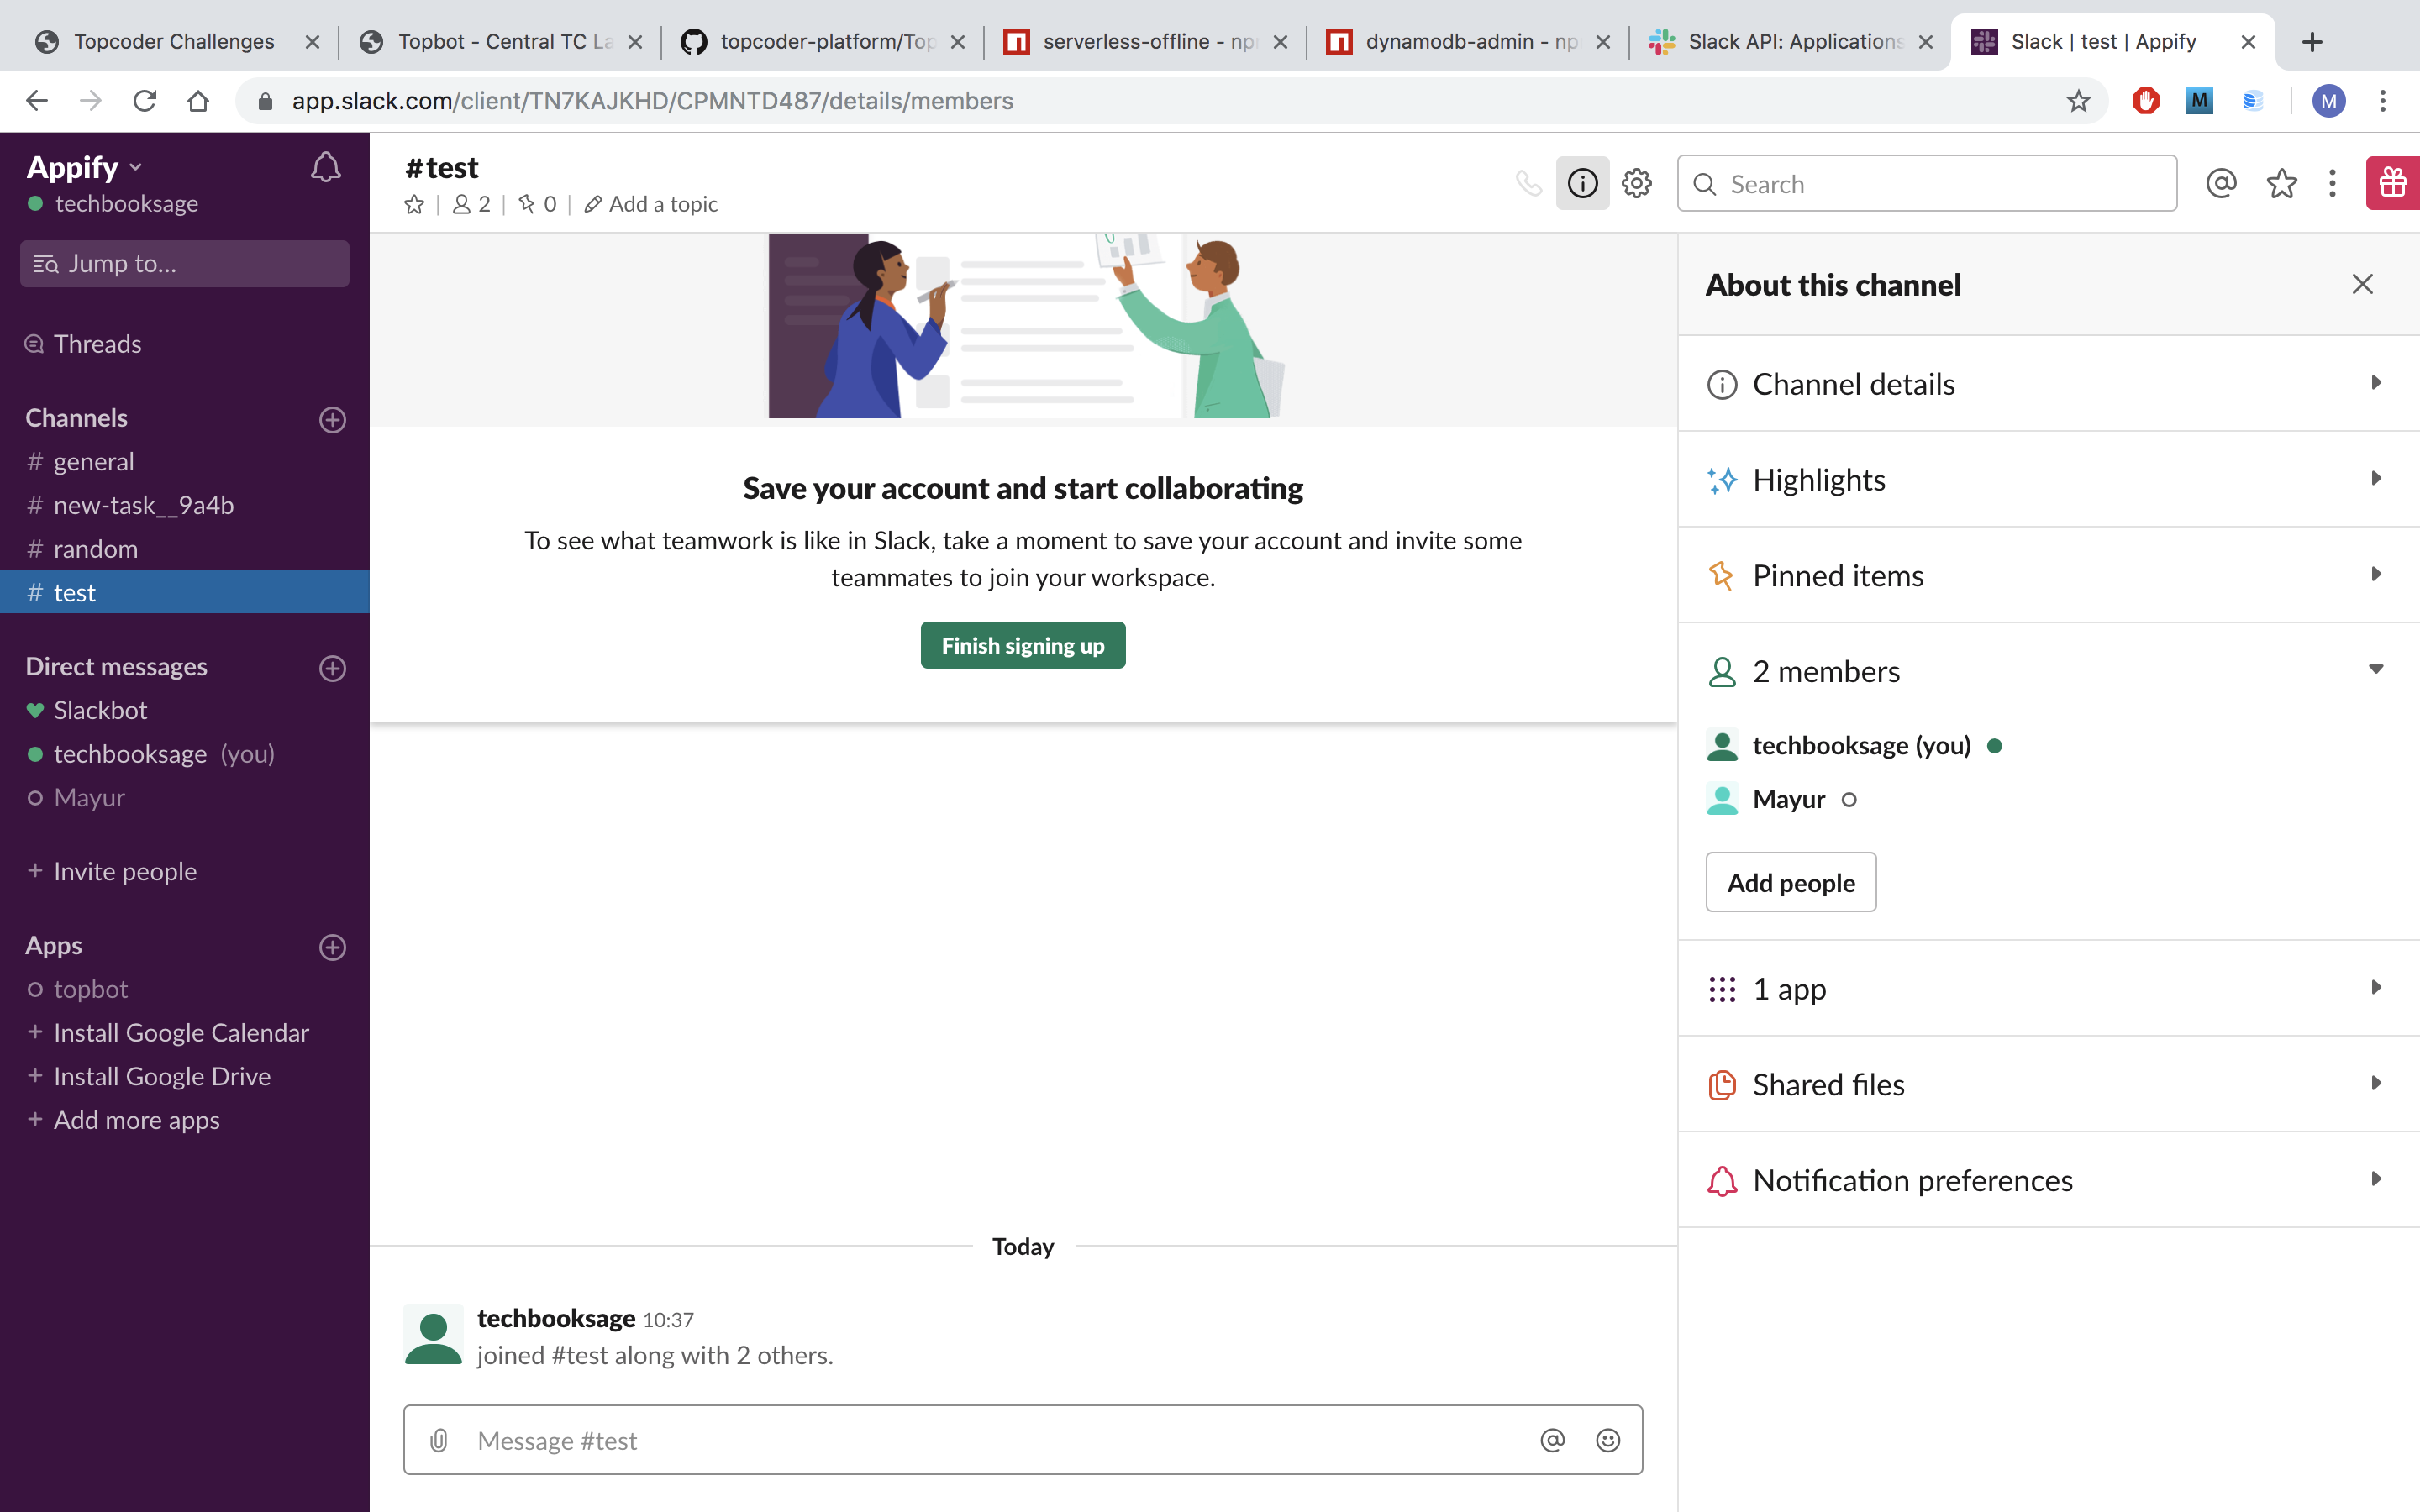 Topcoder Challenges
Topbot - Central TC La
topcoder-platform/Top
serverless-offline - np
dynamodb-admin - np
Slack API: Applications
Slack | test | Appify
app.slack.com/client/TN7KAJKHD/CPMNTD487/details/members
M
M
Appify
techbooksage
Jump to...
Threads
Channels
# general
# new-task__9a4b
# random
# test
Direct messages
Slackbot
techbooksage (you)
Mayur
+ Invite people
Apps
topbot
+ Install Google Calendar
+ Install Google Drive
+ Add more apps
#test
2 | 0 | Add a topic
Search
Save your account and start collaborating
To see what teamwork is like in Slack, take a moment to save your account and invite some
teammates to join your workspace.
Finish signing up
Today
techbooksage 10:37
joined #test along with 2 others.
Message #test
About this channel
Channel details
Highlights
Pinned items
2 members
techbooksage (you)
Mayur
Add people
1 app
Shared files
Notification preferences